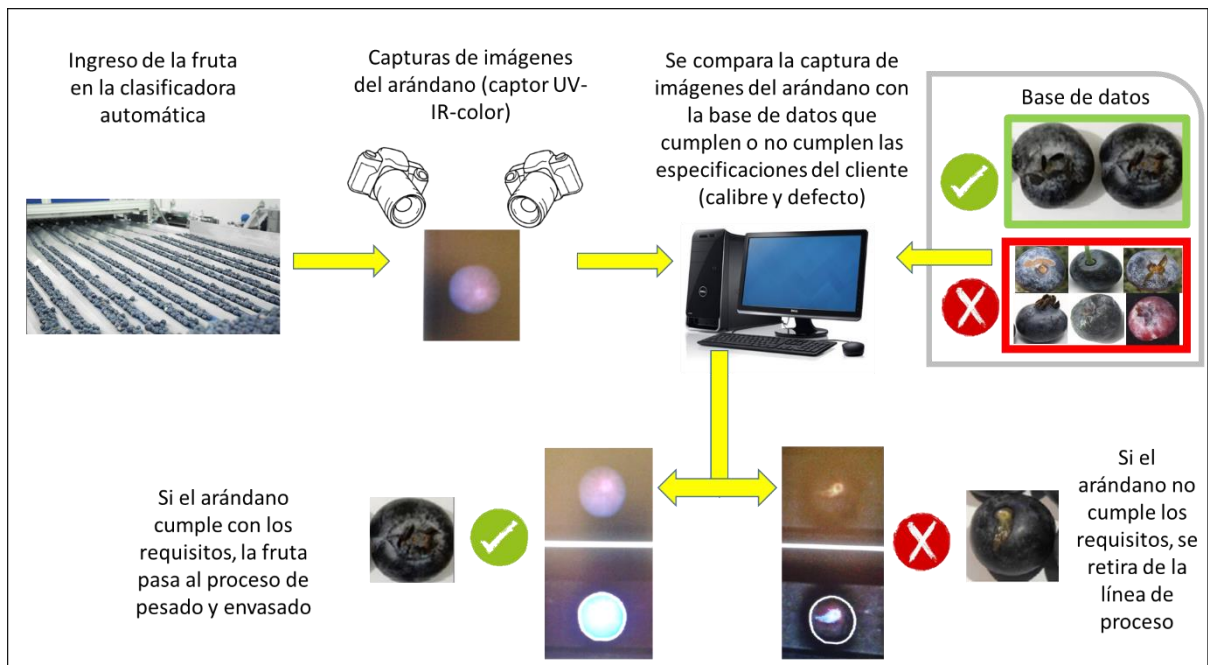 Ingreso de la fruta
en la clasificadora
automática
Capturas de imágenes
del arándano (captor UV-
IR-color)
Se compara la captura de
imágenes del arándano con
la base de datos que
cumplen o no cumplen las
especificaciones del cliente
(calibre y defecto)
Base de datos
Si el arándano
cumple con los
requisitos, la fruta
pasa al proceso de
pesado y envasado
Si el
arándano no
cumple los
requisitos, se
retira de la
línea de
proceso